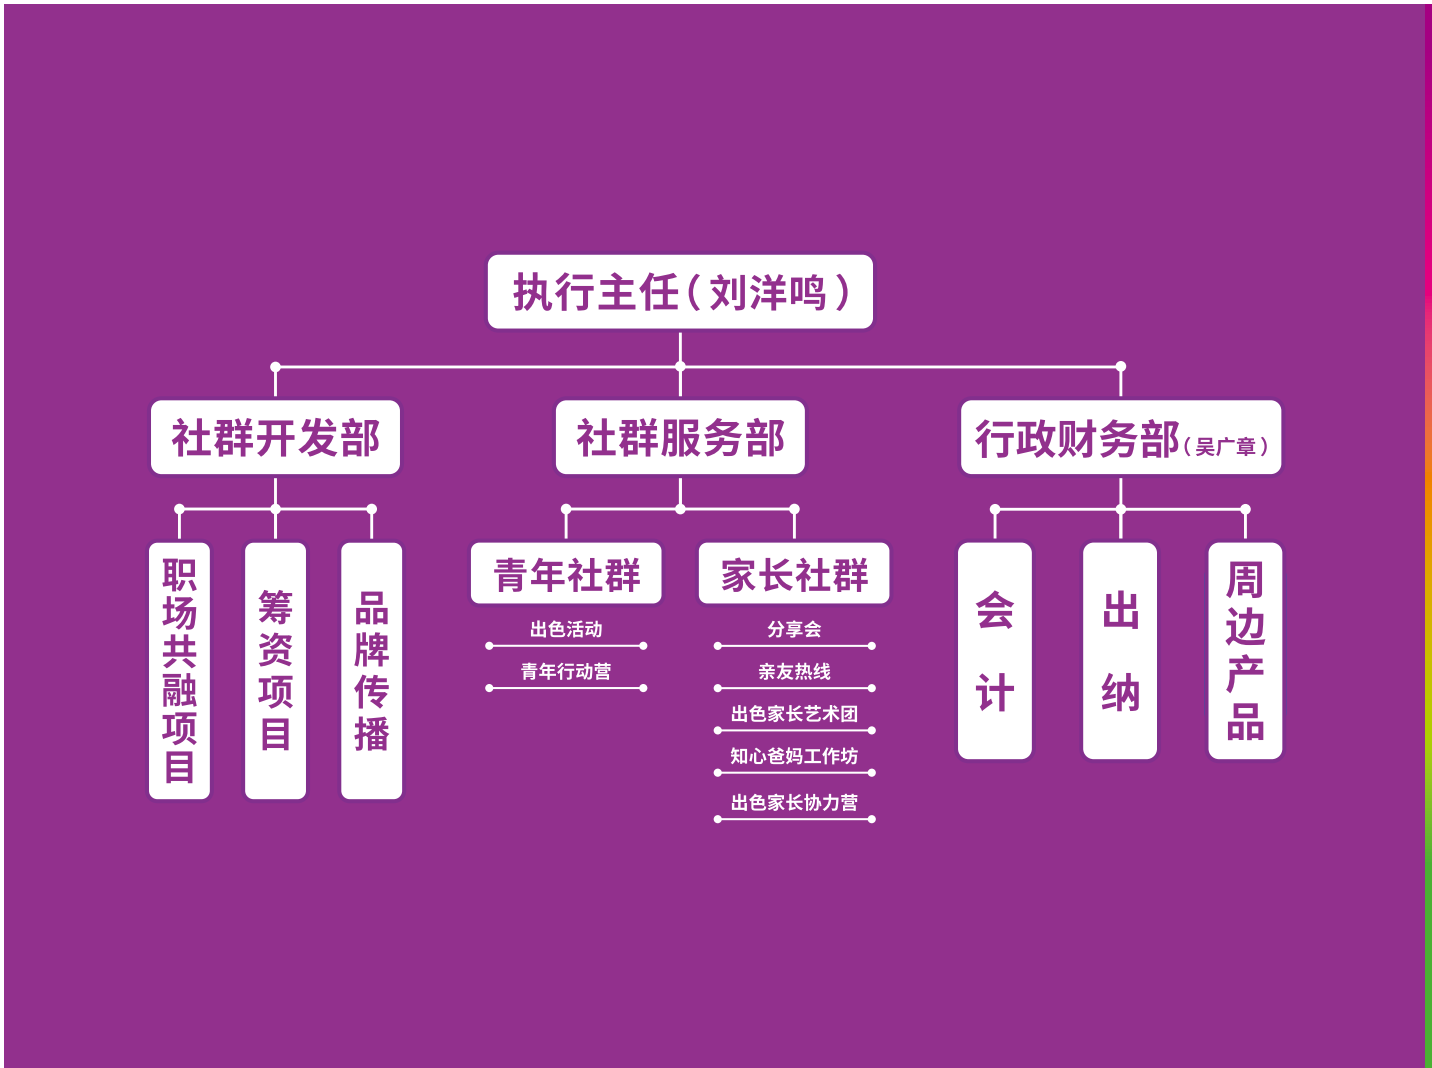 执行主任（刘洋鸣）
社群开发部
社群服务部
行政财务部（吴广章）
职场共融项目
筹资项目
品牌传播
青年社群
出色活动
青年行动营
家长社群
分享会
亲友热线
出色家长艺术团
知心爸妈工作坊
出色家长协力营
会计
出纳
周边产品